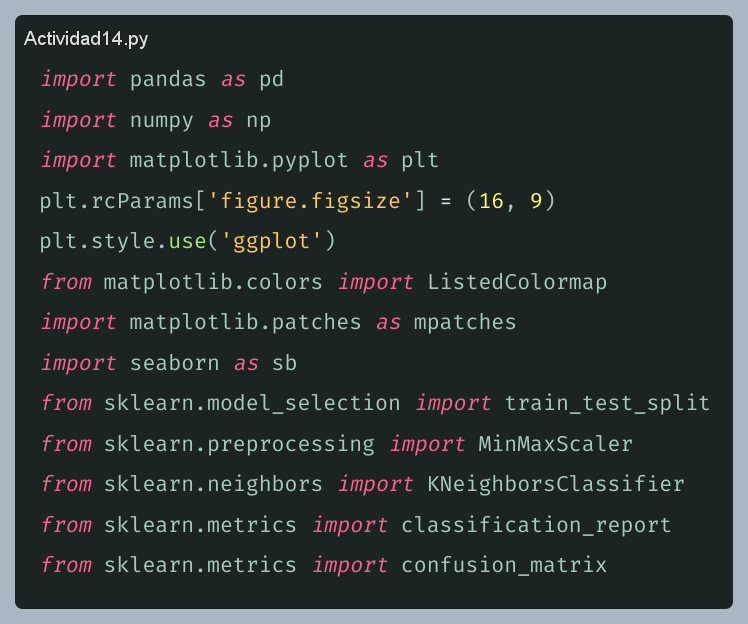 Actividad14.py
import pandas as pd
import numpy as np
import matplotlib.pyplot as plt
plt.rcParams['figure.figsize'] = (16, 9)
plt.style.use('ggplot')
from matplotlib.colors import ListedColormap
import matplotlib.patches as mpatches
import seaborn as sb
from sklearn.model_selection import train_test_split
from sklearn.preprocessing import MinMaxScaler
from sklearn.neighbors import KNeighborsClassifier
from sklearn.metrics import classification_report
from sklearn.metrics import confusion_matrix